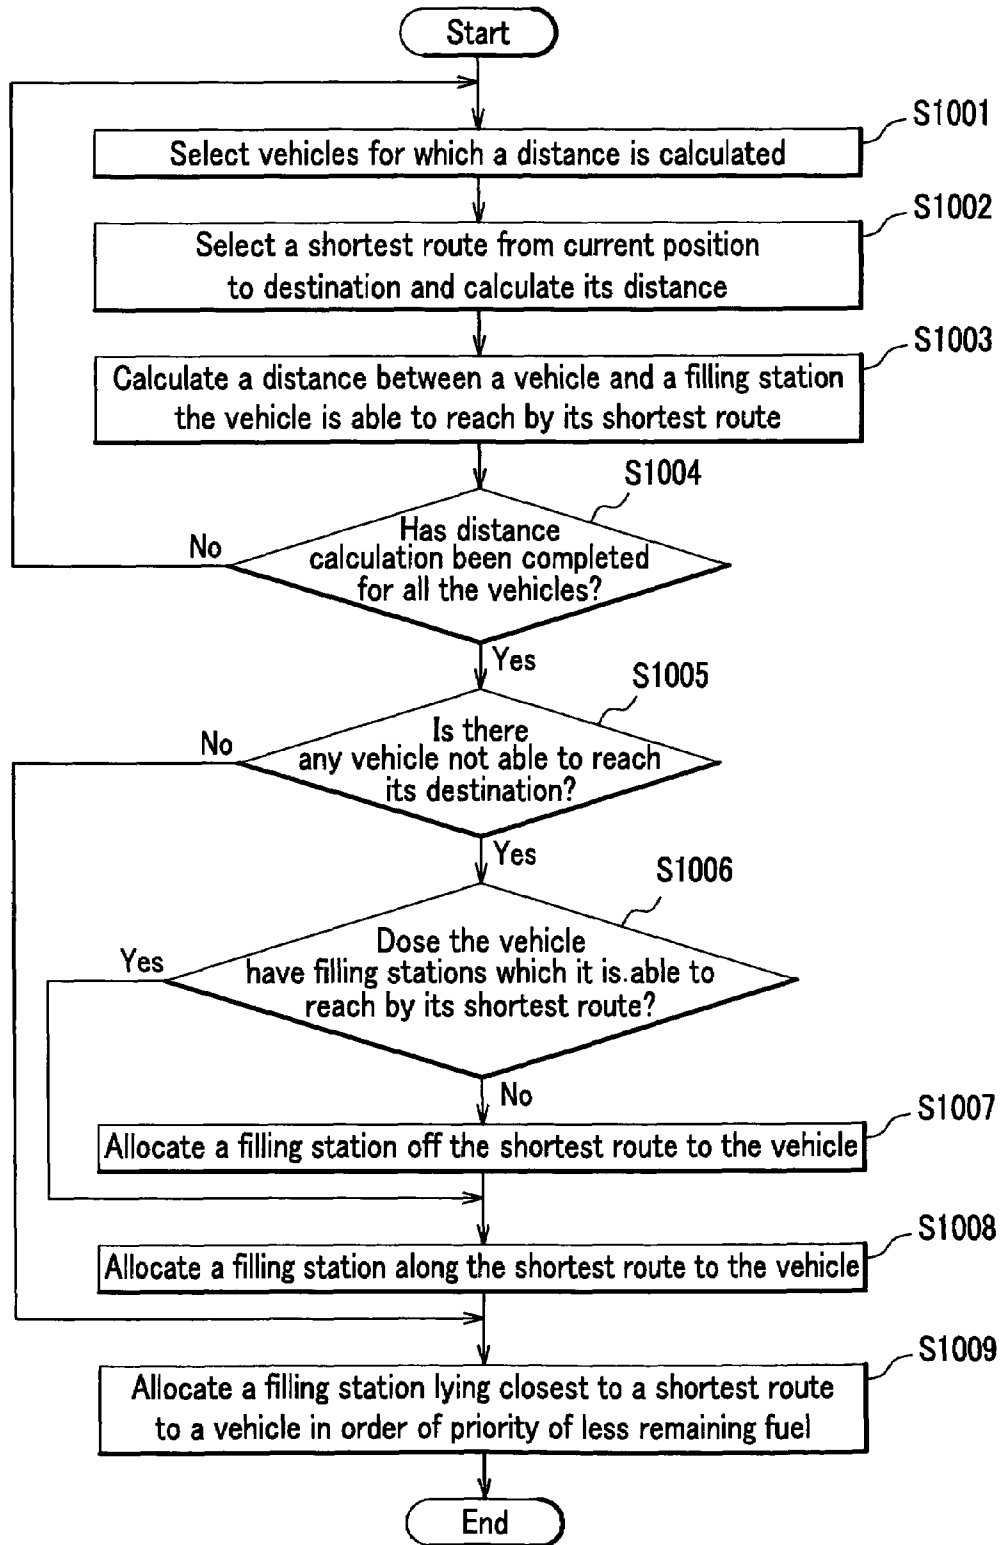 Start
S1001
Select vehicles for which a distance is calculated
S1002
Select a shortest route from current position
to destination and calculate its distance
S1003
Calculate a distance between a vehicle and a filling station
the vehicle is able to reach by its shortest route
S1004
Has distance
calculation been completed
for all the vehicles?
No
Yes
S1005
Is there
any vehicle not able to reach
its destination?
No
Yes
S1006
Dose the vehicle
have filling stations which it is able to
reach by its shortest route?
Yes
No
S1007
Allocate a filling station off the shortest route to the vehicle
S1008
Allocate a filling station along the shortest route to the vehicle
S1009
Allocate a filling station lying closest to a shortest route
to a vehicle in order of priority of less remaining fuel
End